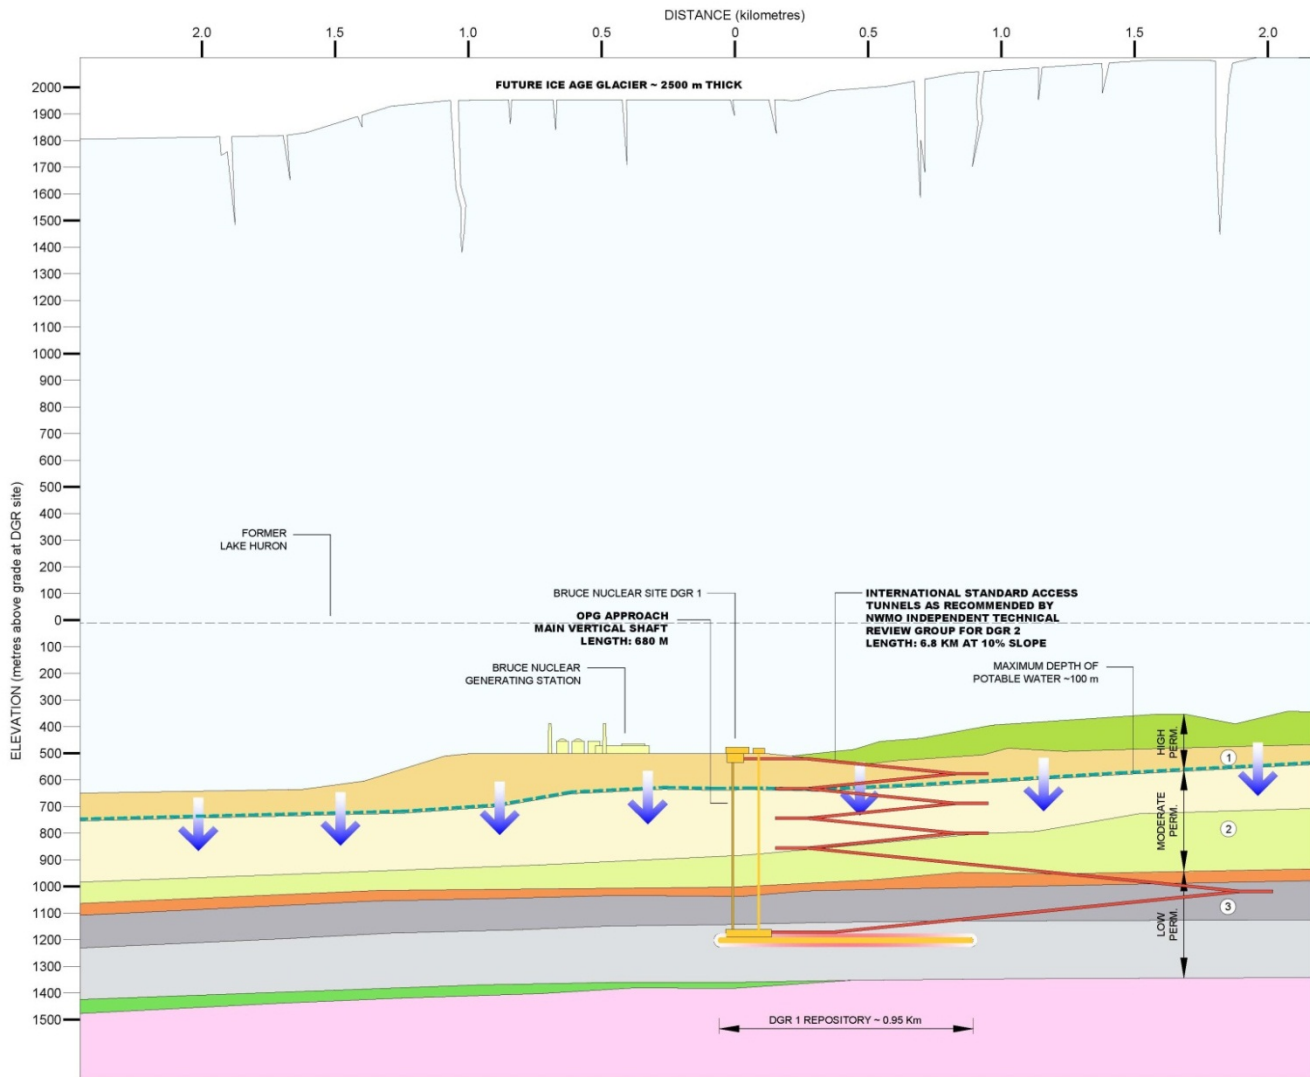 DISTANCE (kilometres)
2.0 1.5 1.0 0.5 0 0.5 1.0 1.5 2.0
FUTURE ICE AGE GLACIER ~ 2500 m THICK
2000
1900
1800
1700
1600
1500
1400
1300
1200
1100
1000
900
800
700
600
500
400
300
200
100
0
100
200
300
400
500
600
700
800
900
1000
1100
1200
1300
1400
1500
ELEVATION (metres above grade at DGR site)
FORMER
LAKE HURON
BRUCE NUCLEAR SITE DGR 1
OPG APPROACH
MAIN VERTICAL SHAFT
LENGTH: 680 M
BRUCE NUCLEAR
GENERATING STATION
INTERNATIONAL STANDARD ACCESS
TUNNELS AS RECOMMENDED BY
NWMO INDEPENDENT TECHNICAL
REVIEW GROUP FOR DGR 2
LENGTH: 6.8 KM AT 10% SLOPE
MAXIMUM DEPTH OF
POTABLE WATER ~100 m
HIGH
PERM.
1
MODERATE
PERM.
2
LOW
PERM.
3
DGR 1 REPOSITORY ~ 0.95 Km